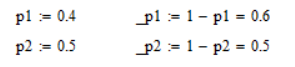 p1 := 0.4 _p1 := 1 − p1 = 0.6
p2 := 0.5 _p2 := 1 − p2 = 0.5